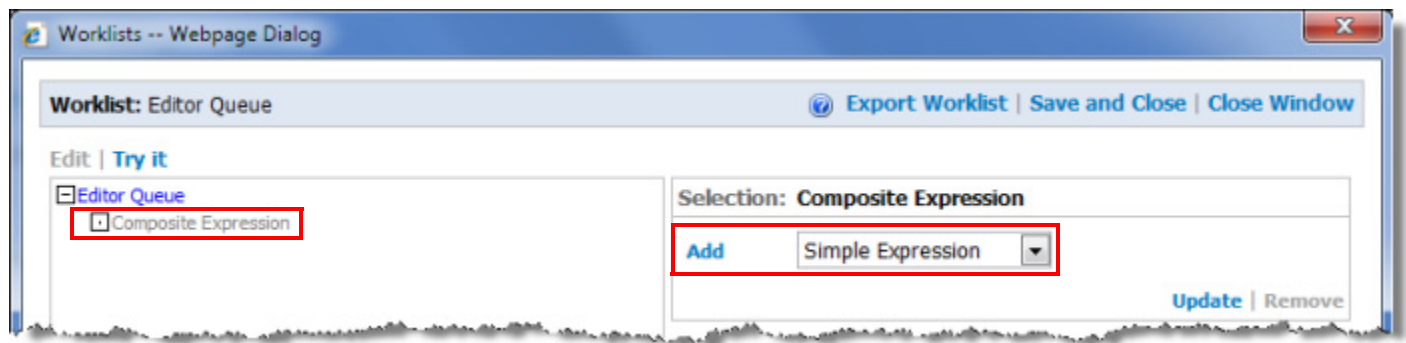 Worklists -- Webpage Dialog
Worklist: Editor Queue
Export Worklist | Save and Close | Close Window
Edit | Try it
Editor Queue
Composite Expression
Selection: Composite Expression
Add Simple Expression
Update | Remove